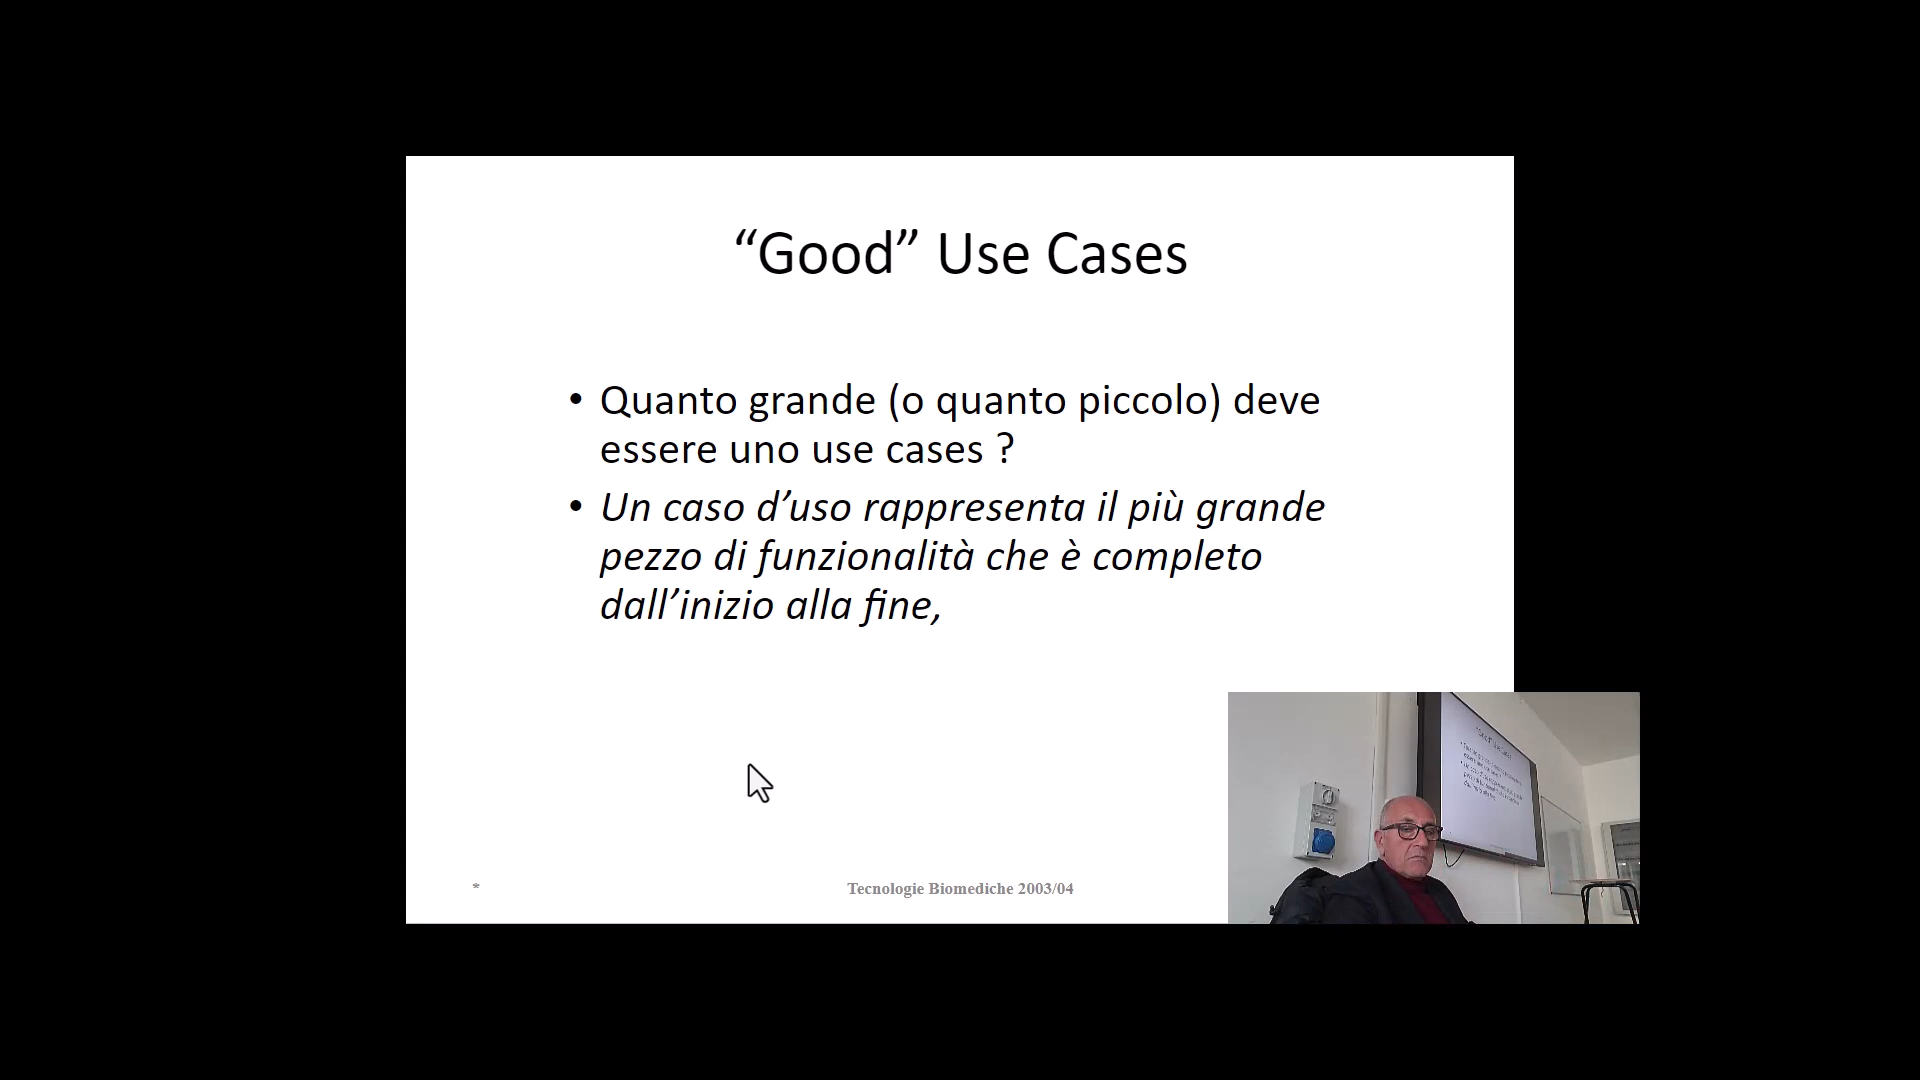 “Good” Use Cases
• Quanto grande (o quanto piccolo) deve
essere uno use cases ?
• Un caso d’uso rappresenta il più grande
pezzo di funzionalità che è completo
dall’inizio alla fine,
*
Tecnologie Biomediche 2003/04